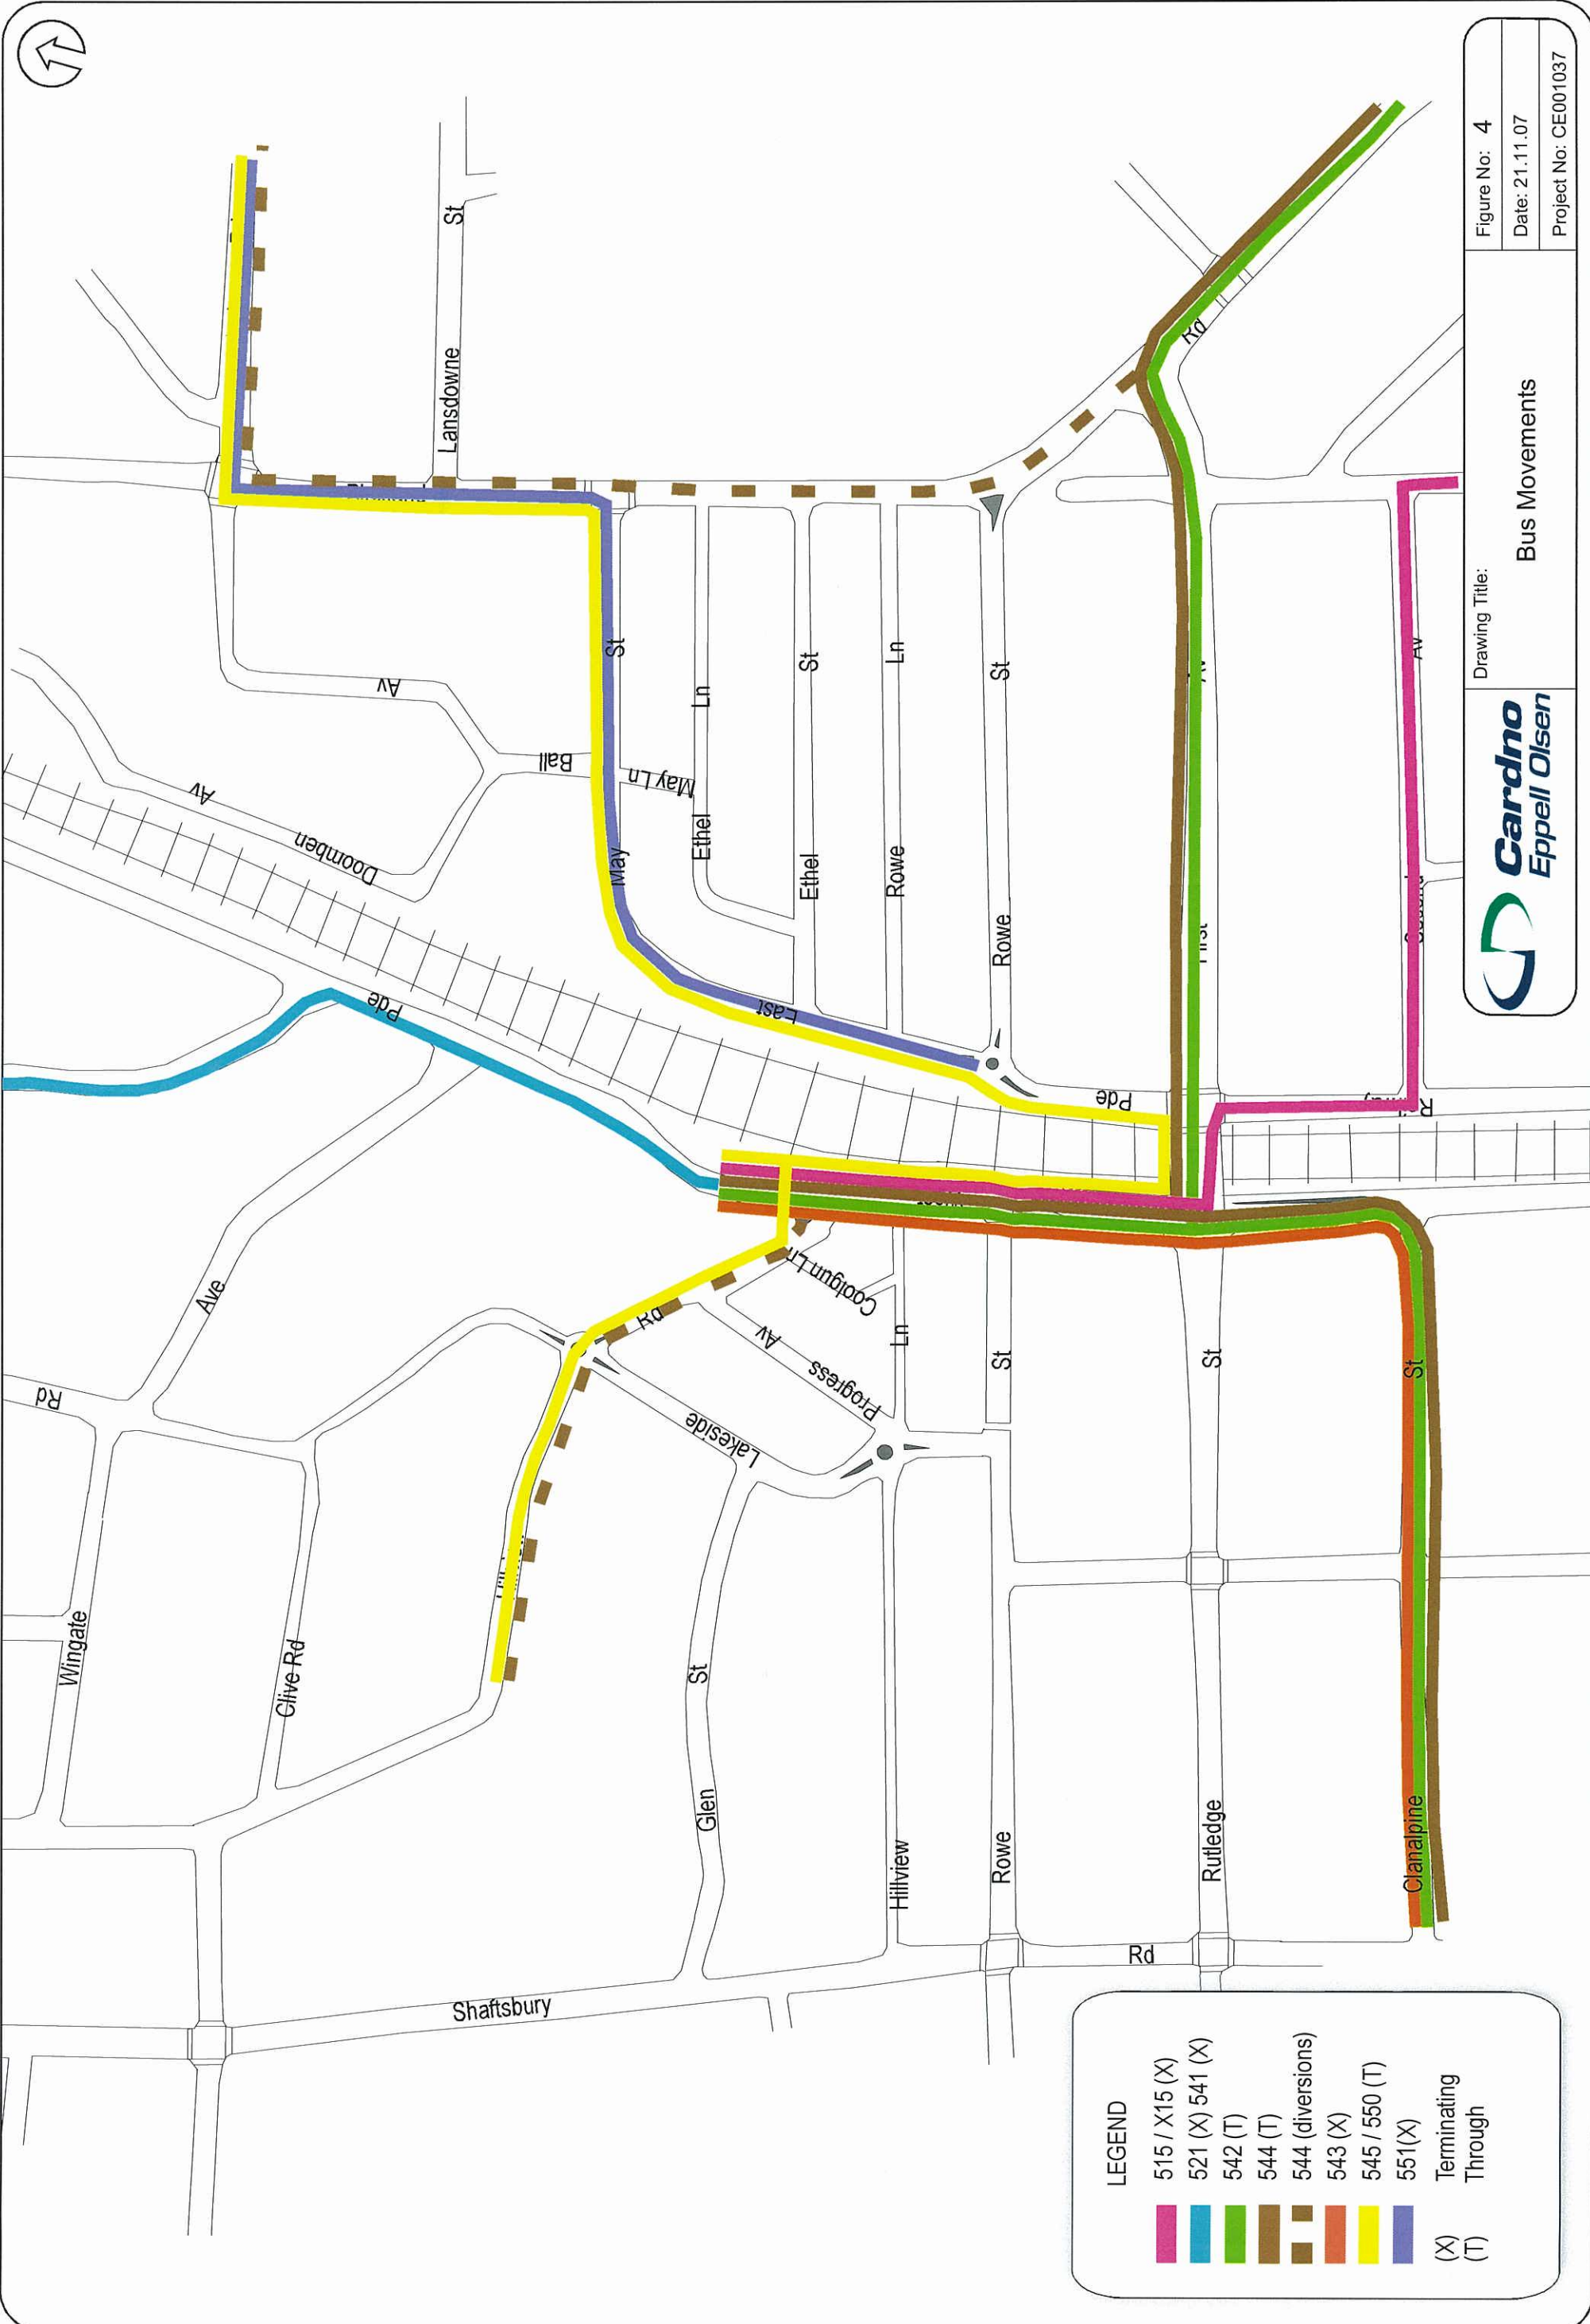 Lansdowne St
Av
Ball
May St
May Ln
Ethel Ln
Ethel St
Rowe Ln
Rowe St
East
Pde
Rd
Av
Doomben Av
Pde
Ave
Rd
Rd
Coolgun Ln
Progress Av
Lakeside
Ln
St
St
St
Wingate
Clive Rd
Glen St
Hillview
Rowe
Rutledge
Clanalpine
Rd
Shaftsbury
LEGEND
515 / X15 (X)
521 (X) 541 (X)
542 (T)
544 (T)
544 (diversions)
543 (X)
545 / 550 (T)
551(X)
(X) Terminating
(T) Through
Cardno
Eppell Olsen
Drawing Title:
Bus Movements
Figure No: 4
Date: 21.11.07
Project No: CE001037